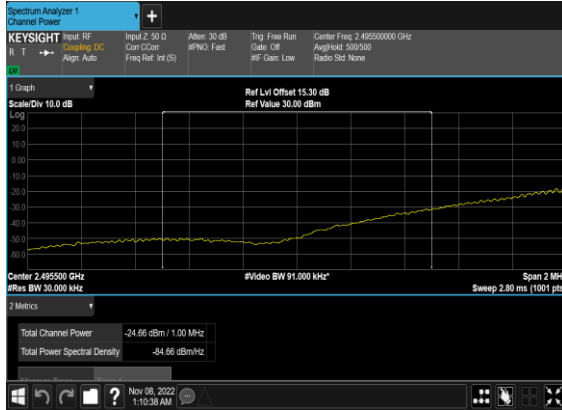 Spectrum Analyzer 1
Channel Power
+
KEYSIGHT
R T
LXI
Input: RF
Coupling: DC
Align: Auto
Input Z: 50 Ω
Corr CCorr
Freq Ref: Int (S)
Atten: 30 dB
#PNO: Fast
Trig: Free Run
Gate: Off
#IF Gain: Low
Center Freq: 2.495500000 GHz
Avg|Hold: 500/500
Radio Std: None
1 Graph
Scale/Div 10.0 dB
Ref Lvl Offset 15.30 dB
Ref Value 30.00 dBm
Log
20.0
10.0
0.00
-10.0
-20.0
-30.0
-40.0
-50.0
-60.0
Center 2.495500 GHz
#Res BW 30.000 kHz
#Video BW 91.000 kHz*
Span 2 MH
Sweep 2.80 ms (1001 pts
2 Metrics
Total Channel Power -24.66 dBm / 1.00 MHz
Total Power Spectral Density -84.66 dBm/Hz
?
Nov 08, 2022
1:10:38 AM